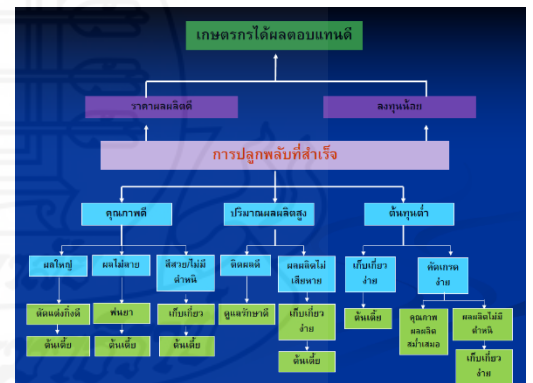 เกษตรกรได้ผลตอบแทนดี
ราคาผลผลิตดี ลงทุนน้อย
การปลูกพลับที่สำเร็จ
คุณภาพดี ปริมาณผลผลิตสูง ต้นทุนต่ำ
ผลใหญ่ ผลไม่ลาย สีสวย/ไม่มี ติดผลดี ผลผลิตไม่ เก็บเกี่ยว คัดเกรด
ตำหนิ เสียหาย ง่าย ง่าย
ตัดแต่งกิ่งดี พ่นยา เก็บเกี่ยว ดูแลรักษาดี เก็บเกี่ยว ต้นเตี้ย คุณภาพ ผลผลิตไม่มี
ง่าย ผลผลิต ตำหนิ
สม่ำเสมอ
ต้นเตี้ย ต้นเตี้ย ต้นเตี้ย ต้นเตี้ย เก็บเกี่ยว
ง่าย